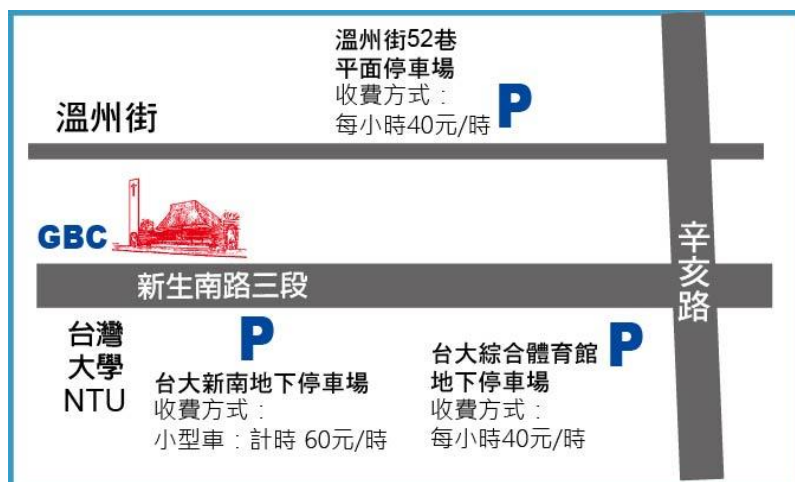 溫州街52巷
平面停車場
收費方式：
每小時40元/時
P
溫州街
GBC
新生南路三段
辛亥路
台灣
大學
NTU
P
台大新南地下停車場
收費方式：
小型車：計時 60元/時
台大綜合體育館
地下停車場
收費方式：
每小時40元/時
P